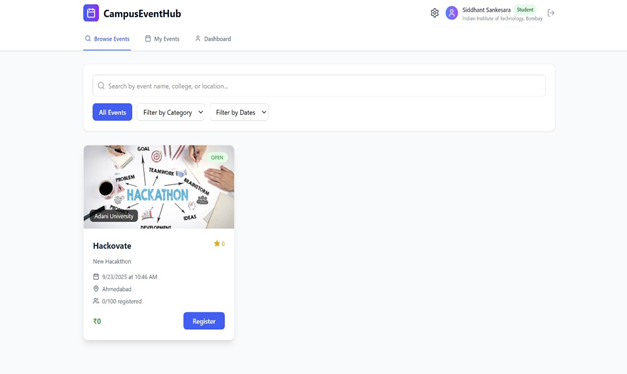 CampusEventHub
Siddhant Sankesara Student
Indian Institute of Technology, Bombay
Browse Events My Events Dashboard
Search by event name, college, or location...
All Events Filter by Category Filter by Dates
OPEN
GOAL
TEAMWORK
PROBLEM
BRAINSTORM
HACKATHON
IDEAS
PROBLEM
DEVELOPMENT
Adani University
Hackovate 0
New Hacakthon
9/23/2025 at 10:46 AM
Ahmedabad
0/100 registered
₹0 Register